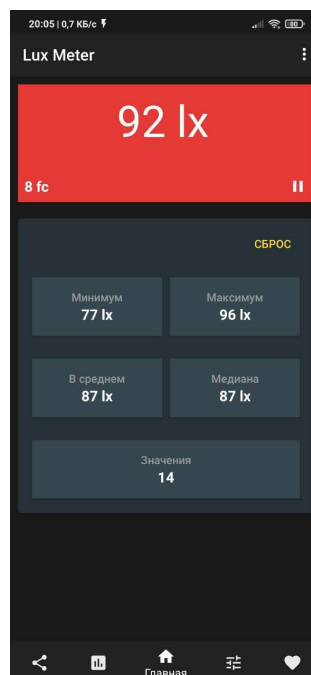 20:05 | 0,7 КБ/с
80
Lux Meter
92 lx
8 fc
СБРОС
Минимум
77 lx
Максимум
96 lx
В среднем
87 lx
Медиана
87 lx
Значения
14
Главная